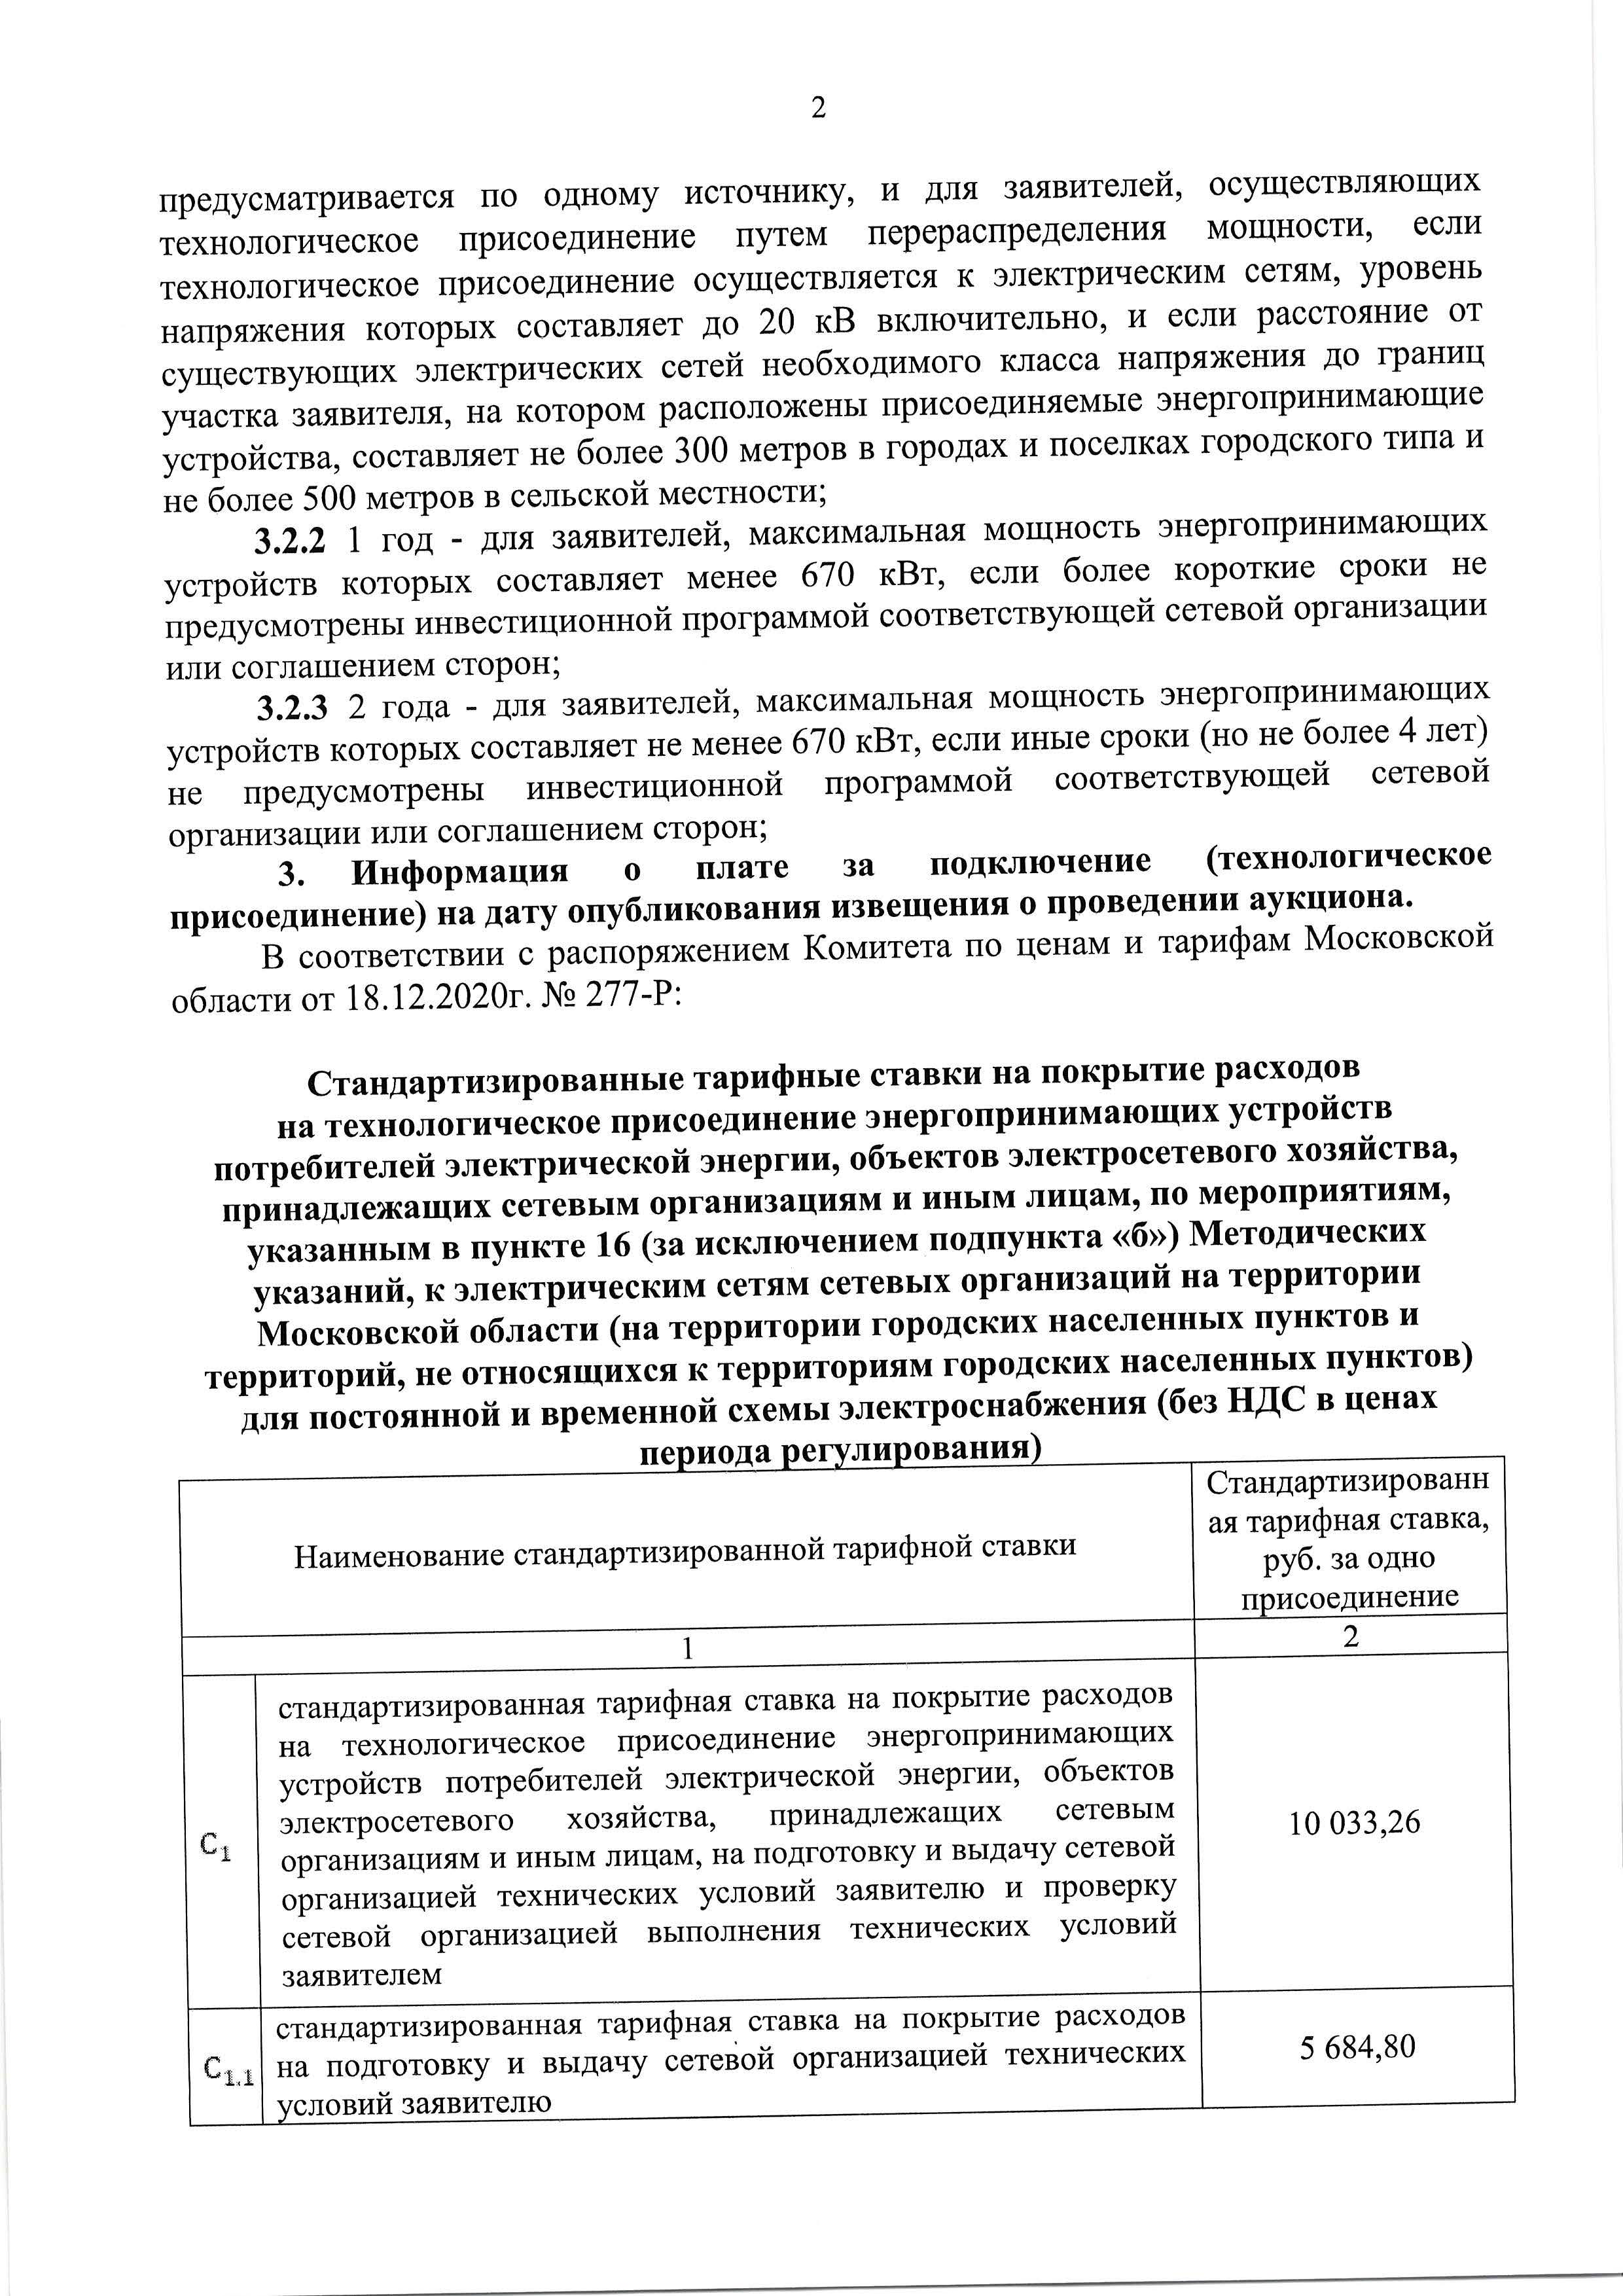 2
предусматривается по одному источнику, и для заявителей, осуществляющих
технологическое присоединение путем перераспределения мощности, если
технологическое присоединение осуществляется к электрическим сетям, уровень
напряжения которых составляет до 20 кВ включительно, и если расстояние от
существующих электрических сетей необходимого класса напряжения до границ
участка заявителя, на котором расположены присоединяемые энергопринимающие
устройства, составляет не более 300 метров в городах и поселках городского типа и
не более 500 метров в сельской местности;
3.2.2 1 год - для заявителей, максимальная мощность энергопринимающих
устройств которых составляет менее 670 кВт, если более короткие сроки не
предусмотрены инвестиционной программой соответствующей сетевой организации
или соглашением сторон;
3.2.3 2 года - для заявителей, максимальная мощность энергопринимающих
устройств которых составляет не менее 670 кВт, если иные сроки (но не более 4 лет)
не предусмотрены инвестиционной программой соответствующей сетевой
организации или соглашением сторон;
3. Информация о плате за подключение (технологическое
присоединение) на дату опубликования извещения о проведении аукциона.
В соответствии с распоряжением Комитета по ценам и тарифам Московской
области от 18.12.2020г. № 277-Р:
Стандартизированные тарифные ставки на покрытие расходов
на технологическое присоединение энергопринимающих устройств
потребителей электрической энергии, объектов электросетевого хозяйства,
принадлежащих сетевым организациям и иным лицам, по мероприятиям,
указанным в пункте 16 (за исключением подпункта «б») Методических
указаний, к электрическим сетям сетевых организаций на территории
Московской области (на территории городских населенных пунктов и
территорий, не относящихся к территориям городских населенных пунктов)
для постоянной и временной схемы электроснабжения (без НДС в ценах
периода регулирования)
Наименование стандартизированной тарифной ставки
Стандартизированн
ая тарифная ставка,
руб. за одно
присоединение
1
2
С1
стандартизированная тарифная ставка на покрытие расходов
на технологическое присоединение энергопринимающих
устройств потребителей электрической энергии, объектов
электросетевого хозяйства, принадлежащих сетевым
организациям и иным лицам, на подготовку и выдачу сетевой
организацией технических условий заявителю и проверку
сетевой организацией выполнения технических условий
заявителем
10 033,26
С1.1
стандартизированная тарифная ставка на покрытие расходов
на подготовку и выдачу сетевой организацией технических
условий заявителю
5 684,80